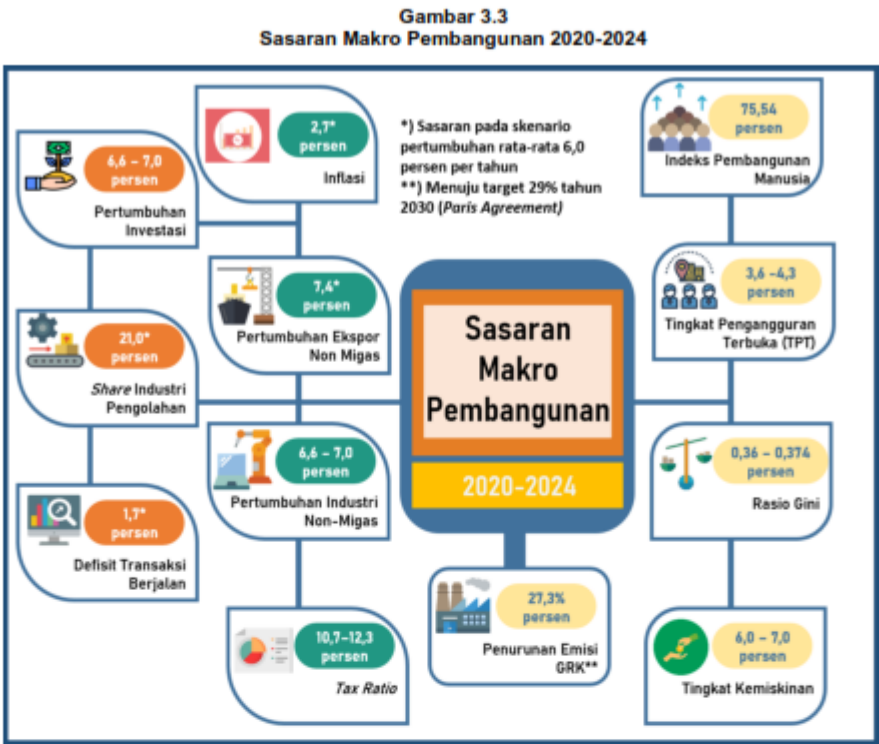 Gambar 3.3
Sasaran Makro Pembangunan 2020-2024
6,6 – 7,0
persen
Pertumbuhan
Investasi
2,7*
persen
Inflasi
*) Sasaran pada skenario
pertumbuhan rata-rata 6,0
persen per tahun
**) Menuju target 29% tahun
2030 (Paris Agreement)
75,54
persen
Indeks Pembangunan
Manusia
21,0*
persen
Share Industri
Pengolahan
7,4*
persen
Pertumbuhan Ekspor
Non Migas
Sasaran
Makro
Pembangunan
2020-2024
3,6 –4,3
persen
Tingkat Pengangguran
Terbuka (TPT)
1,7*
persen
Defisit Transaksi
Berjalan
6,6 – 7,0
persen
Pertumbuhan Industri
Non-Migas
0,36 – 0,374
persen
Rasio Gini
10,7–12,3
persen
Tax Ratio
27,3%
persen
Penurunan Emisi
GRK**
6,0 – 7,0
persen
Tingkat Kemiskinan